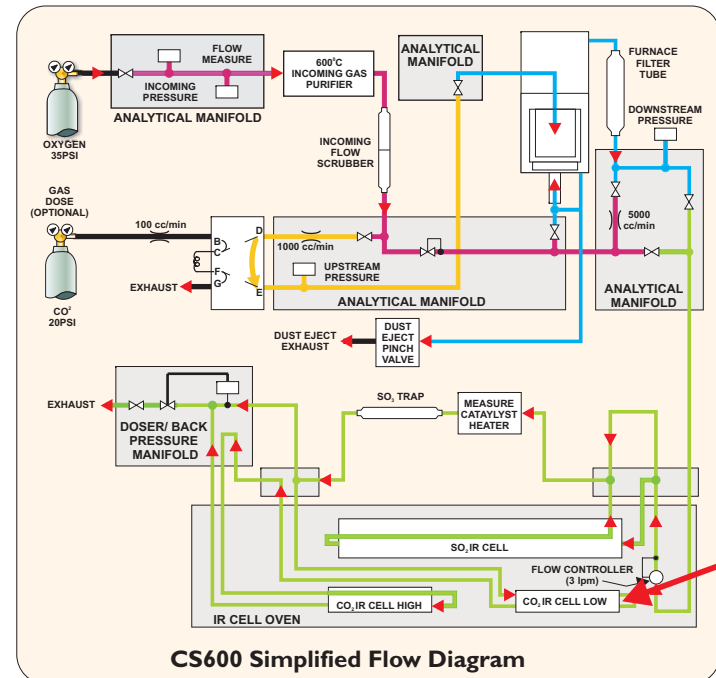 FLOW
MEASURE
INCOMING
PRESSURE
ANALYTICAL MANIFOLD
OXYGEN
35PSI
600°C
INCOMING GAS
PURIFIER
ANALYTICAL
MANIFOLD
FURNACE
FILTER
TUBE
DOWNSTREAM
PRESSURE
INCOMING
FLOW
SCRUBBER
GAS
DOSE
(OPTIONAL)
100 cc/min
B
C
F
G
D
E
EXHAUST
CO²
20PSI
1000 cc/min
UPSTREAM
PRESSURE
ANALYTICAL MANIFOLD
5000
cc/min
ANALYTICAL
MANIFOLD
DUST EJECT
EXHAUST
DUST
EJECT
PINCH
VALVE
EXHAUST
DOSER/ BACK
PRESSURE
MANIFOLD
SO₃ TRAP
MEASURE
CATAYLYST
HEATER
SO₂ IR CELL
FLOW CONTROLLER
(3 lpm)
CO₂ IR CELL HIGH
CO₂ IR CELL LOW
IR CELL OVEN
CS600 Simplified Flow Diagram